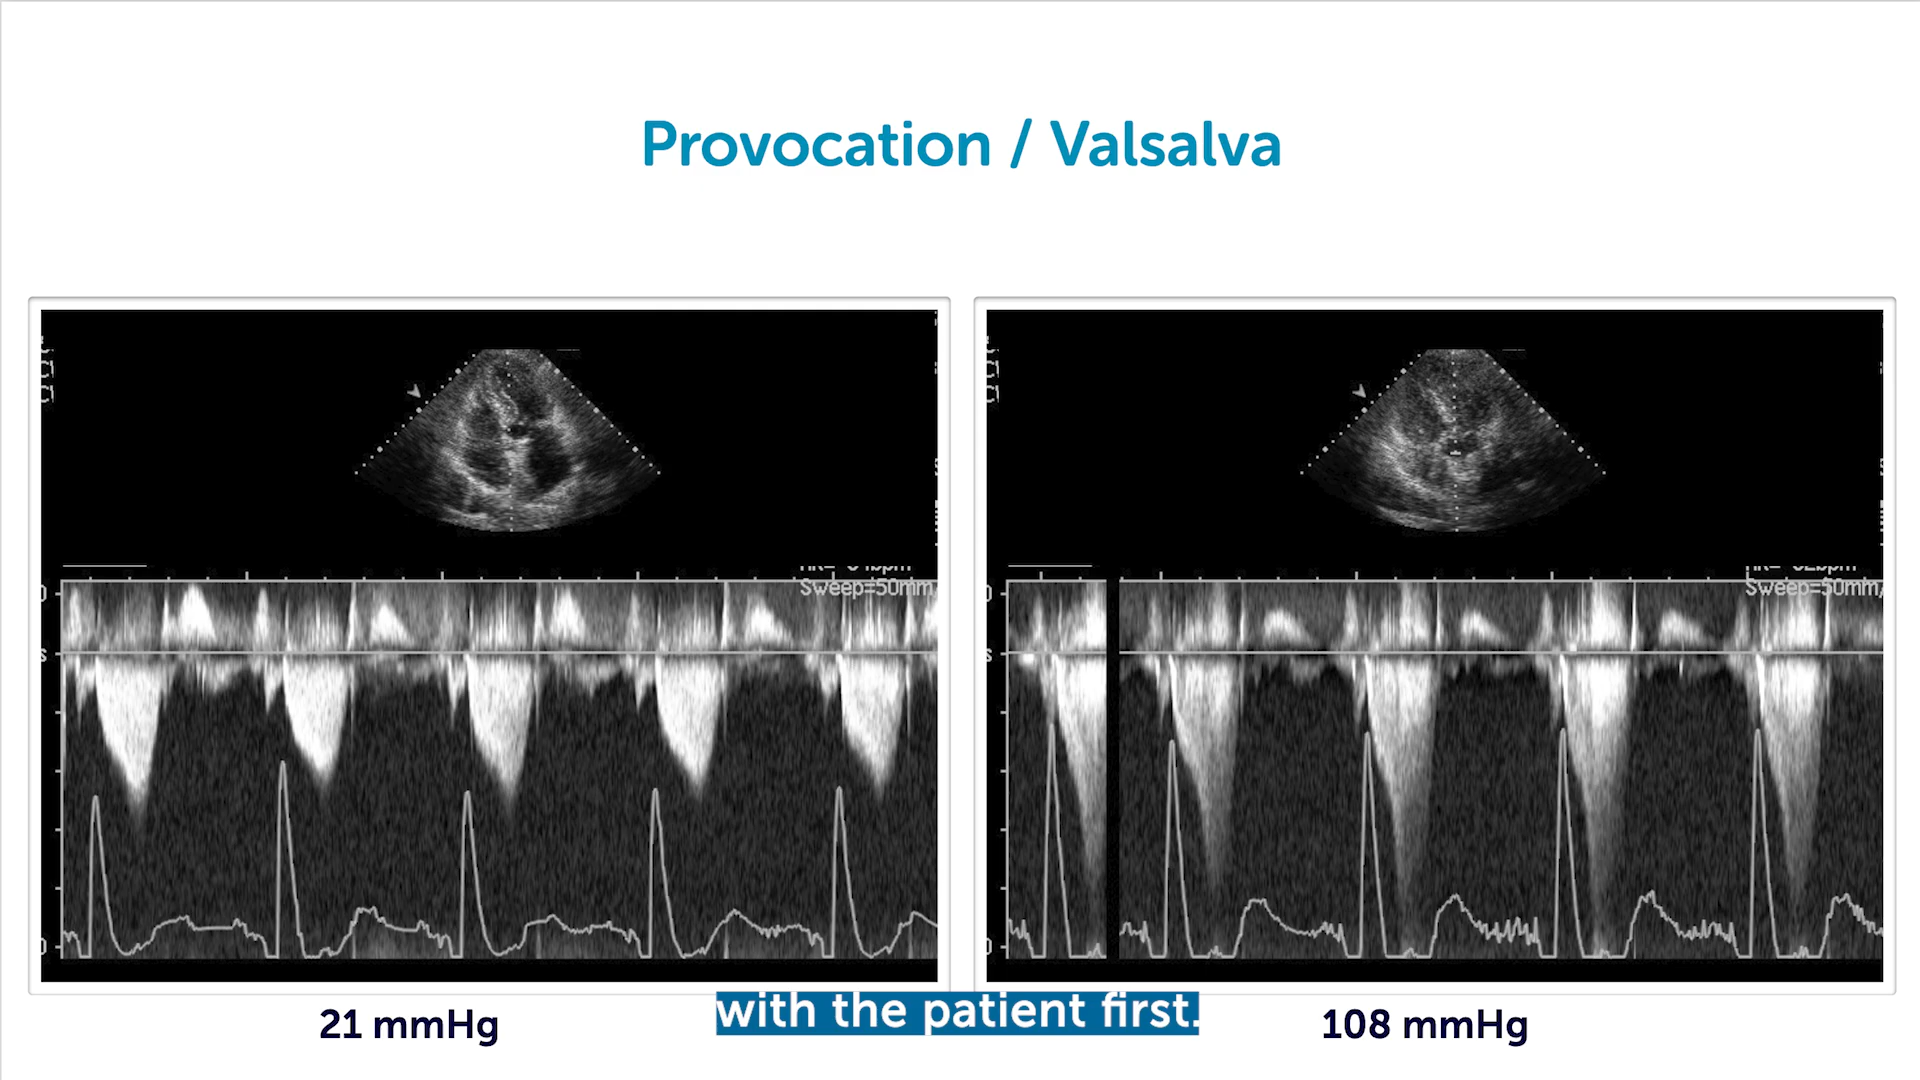 Provocation / Valsalva
Sweep=50mm
Sweep=50mm/
21 mmHg
with the patient first.
108 mmHg